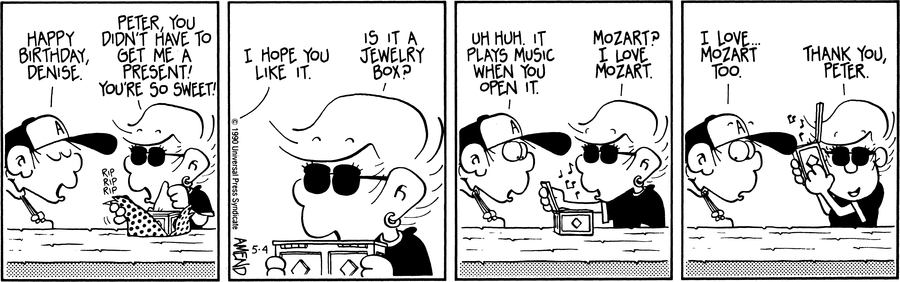 HAPPY
BIRTHDAY,
DENISE.
PETER, YOU
DIDN'T HAVE TO
GET ME A
PRESENT!
YOU'RE SO SWEET!
A
RIP
RIP
RIP
I HOPE YOU
LIKE IT.
IS IT A
JEWELRY
BOX?
© 1990 Universal Press Syndicate
AMEND
5-4
UH HUH. IT
PLAYS MUSIC
WHEN YOU
OPEN IT.
MOZART?
I LOVE
MOZART.
A
I LOVE...
MOZART
TOO.
THANK YOU,
PETER.
A